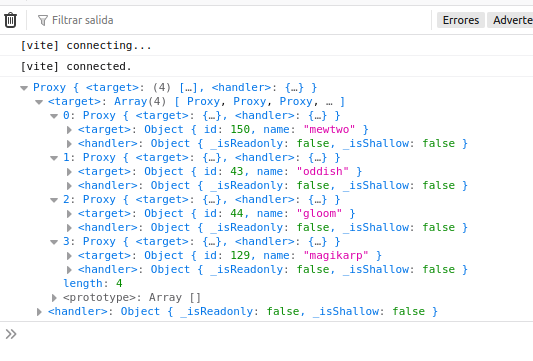 Filtrar salida Errores Adverte
[vite] connecting...
[vite] connected.
Proxy { <target>: (4) […], <handler>: {…} }
<target>: Array(4) [ Proxy, Proxy, Proxy, … ]
0: Proxy { <target>: {…}, <handler>: {…} }
<target>: Object { id: 150, name: "mewtwo" }
<handler>: Object { _isReadonly: false, _isShallow: false }
1: Proxy { <target>: {…}, <handler>: {…} }
<target>: Object { id: 43, name: "oddish" }
<handler>: Object { _isReadonly: false, _isShallow: false }
2: Proxy { <target>: {…}, <handler>: {…} }
<target>: Object { id: 44, name: "gloom" }
<handler>: Object { _isReadonly: false, _isShallow: false }
3: Proxy { <target>: {…}, <handler>: {…} }
<target>: Object { id: 129, name: "magikarp" }
<handler>: Object { _isReadonly: false, _isShallow: false }
length: 4
<prototype>: Array []
<handler>: Object { _isReadonly: false, _isShallow: false }